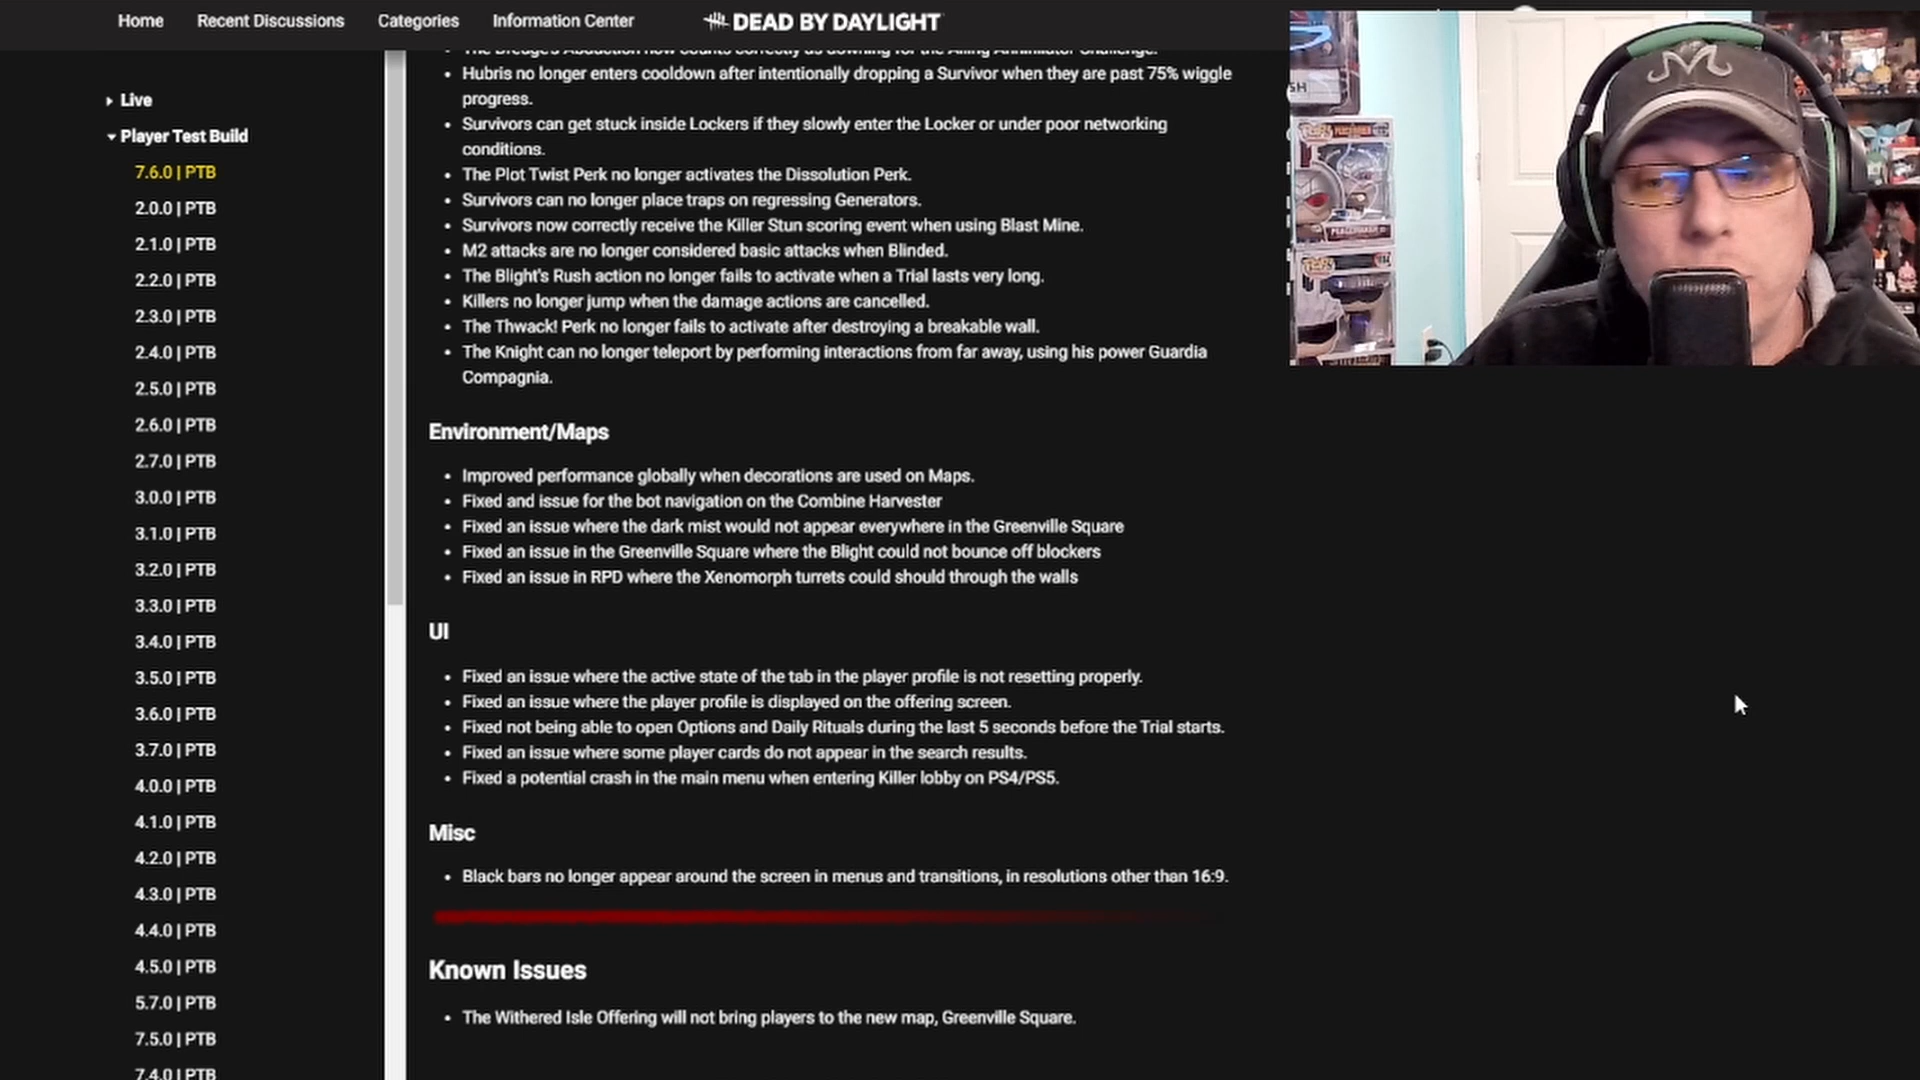 Home Recent Discussions Categories Information Center DEAD BY DAYLIGHT
Live
Player Test Build
7.6.0 | PTB
2.0.0 | PTB
2.1.0 | PTB
2.2.0 | PTB
2.3.0 | PTB
2.4.0 | PTB
2.5.0 | PTB
2.6.0 | PTB
2.7.0 | PTB
3.0.0 | PTB
3.1.0 | PTB
3.2.0 | PTB
3.3.0 | PTB
3.4.0 | PTB
3.5.0 | PTB
3.6.0 | PTB
3.7.0 | PTB
4.0.0 | PTB
4.1.0 | PTB
4.2.0 | PTB
4.3.0 | PTB
4.4.0 | PTB
4.5.0 | PTB
5.7.0 | PTB
7.5.0 | PTB
7.4.0 | PTB
• The Dredge's Abduction now counts correctly as downing for the Ailing Annihilator Challenge.
• Hubris no longer enters cooldown after intentionally dropping a Survivor when they are past 75% wiggle
progress.
• Survivors can get stuck inside Lockers if they slowly enter the Locker or under poor networking
conditions.
• The Plot Twist Perk no longer activates the Dissolution Perk.
• Survivors can no longer place traps on regressing Generators.
• Survivors now correctly receive the Killer Stun scoring event when using Blast Mine.
• M2 attacks are no longer considered basic attacks when Blinded.
• The Blight's Rush action no longer fails to activate when a Trial lasts very long.
• Killers no longer jump when the damage actions are cancelled.
• The Thwack! Perk no longer fails to activate after destroying a breakable wall.
• The Knight can no longer teleport by performing interactions from far away, using his power Guardia
Compagnia.
Environment/Maps
• Improved performance globally when decorations are used on Maps.
• Fixed and issue for the bot navigation on the Combine Harvester
• Fixed an issue where the dark mist would not appear everywhere in the Greenville Square
• Fixed an issue in the Greenville Square where the Blight could not bounce off blockers
• Fixed an issue in RPD where the Xenomorph turrets could should through the walls
UI
• Fixed an issue where the active state of the tab in the player profile is not resetting properly.
• Fixed an issue where the player profile is displayed on the offering screen.
• Fixed not being able to open Options and Daily Rituals during the last 5 seconds before the Trial starts.
• Fixed an issue where some player cards do not appear in the search results.
• Fixed a potential crash in the main menu when entering Killer lobby on PS4/PS5.
Misc
• Black bars no longer appear around the screen in menus and transitions, in resolutions other than 16:9.
Known Issues
• The Withered Isle Offering will not bring players to the new map, Greenville Square.